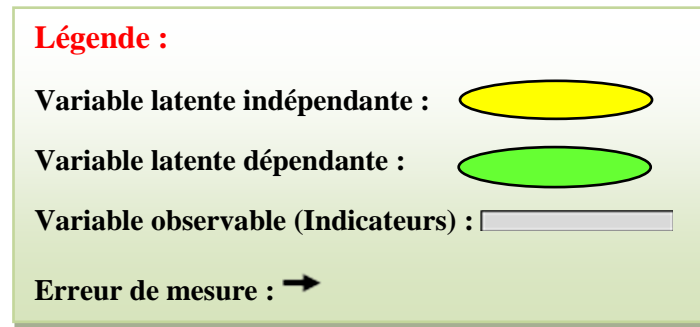 Légende :
Variable latente indépendante :
Variable latente dépendante :
Variable observable (Indicateurs) :
Erreur de mesure :